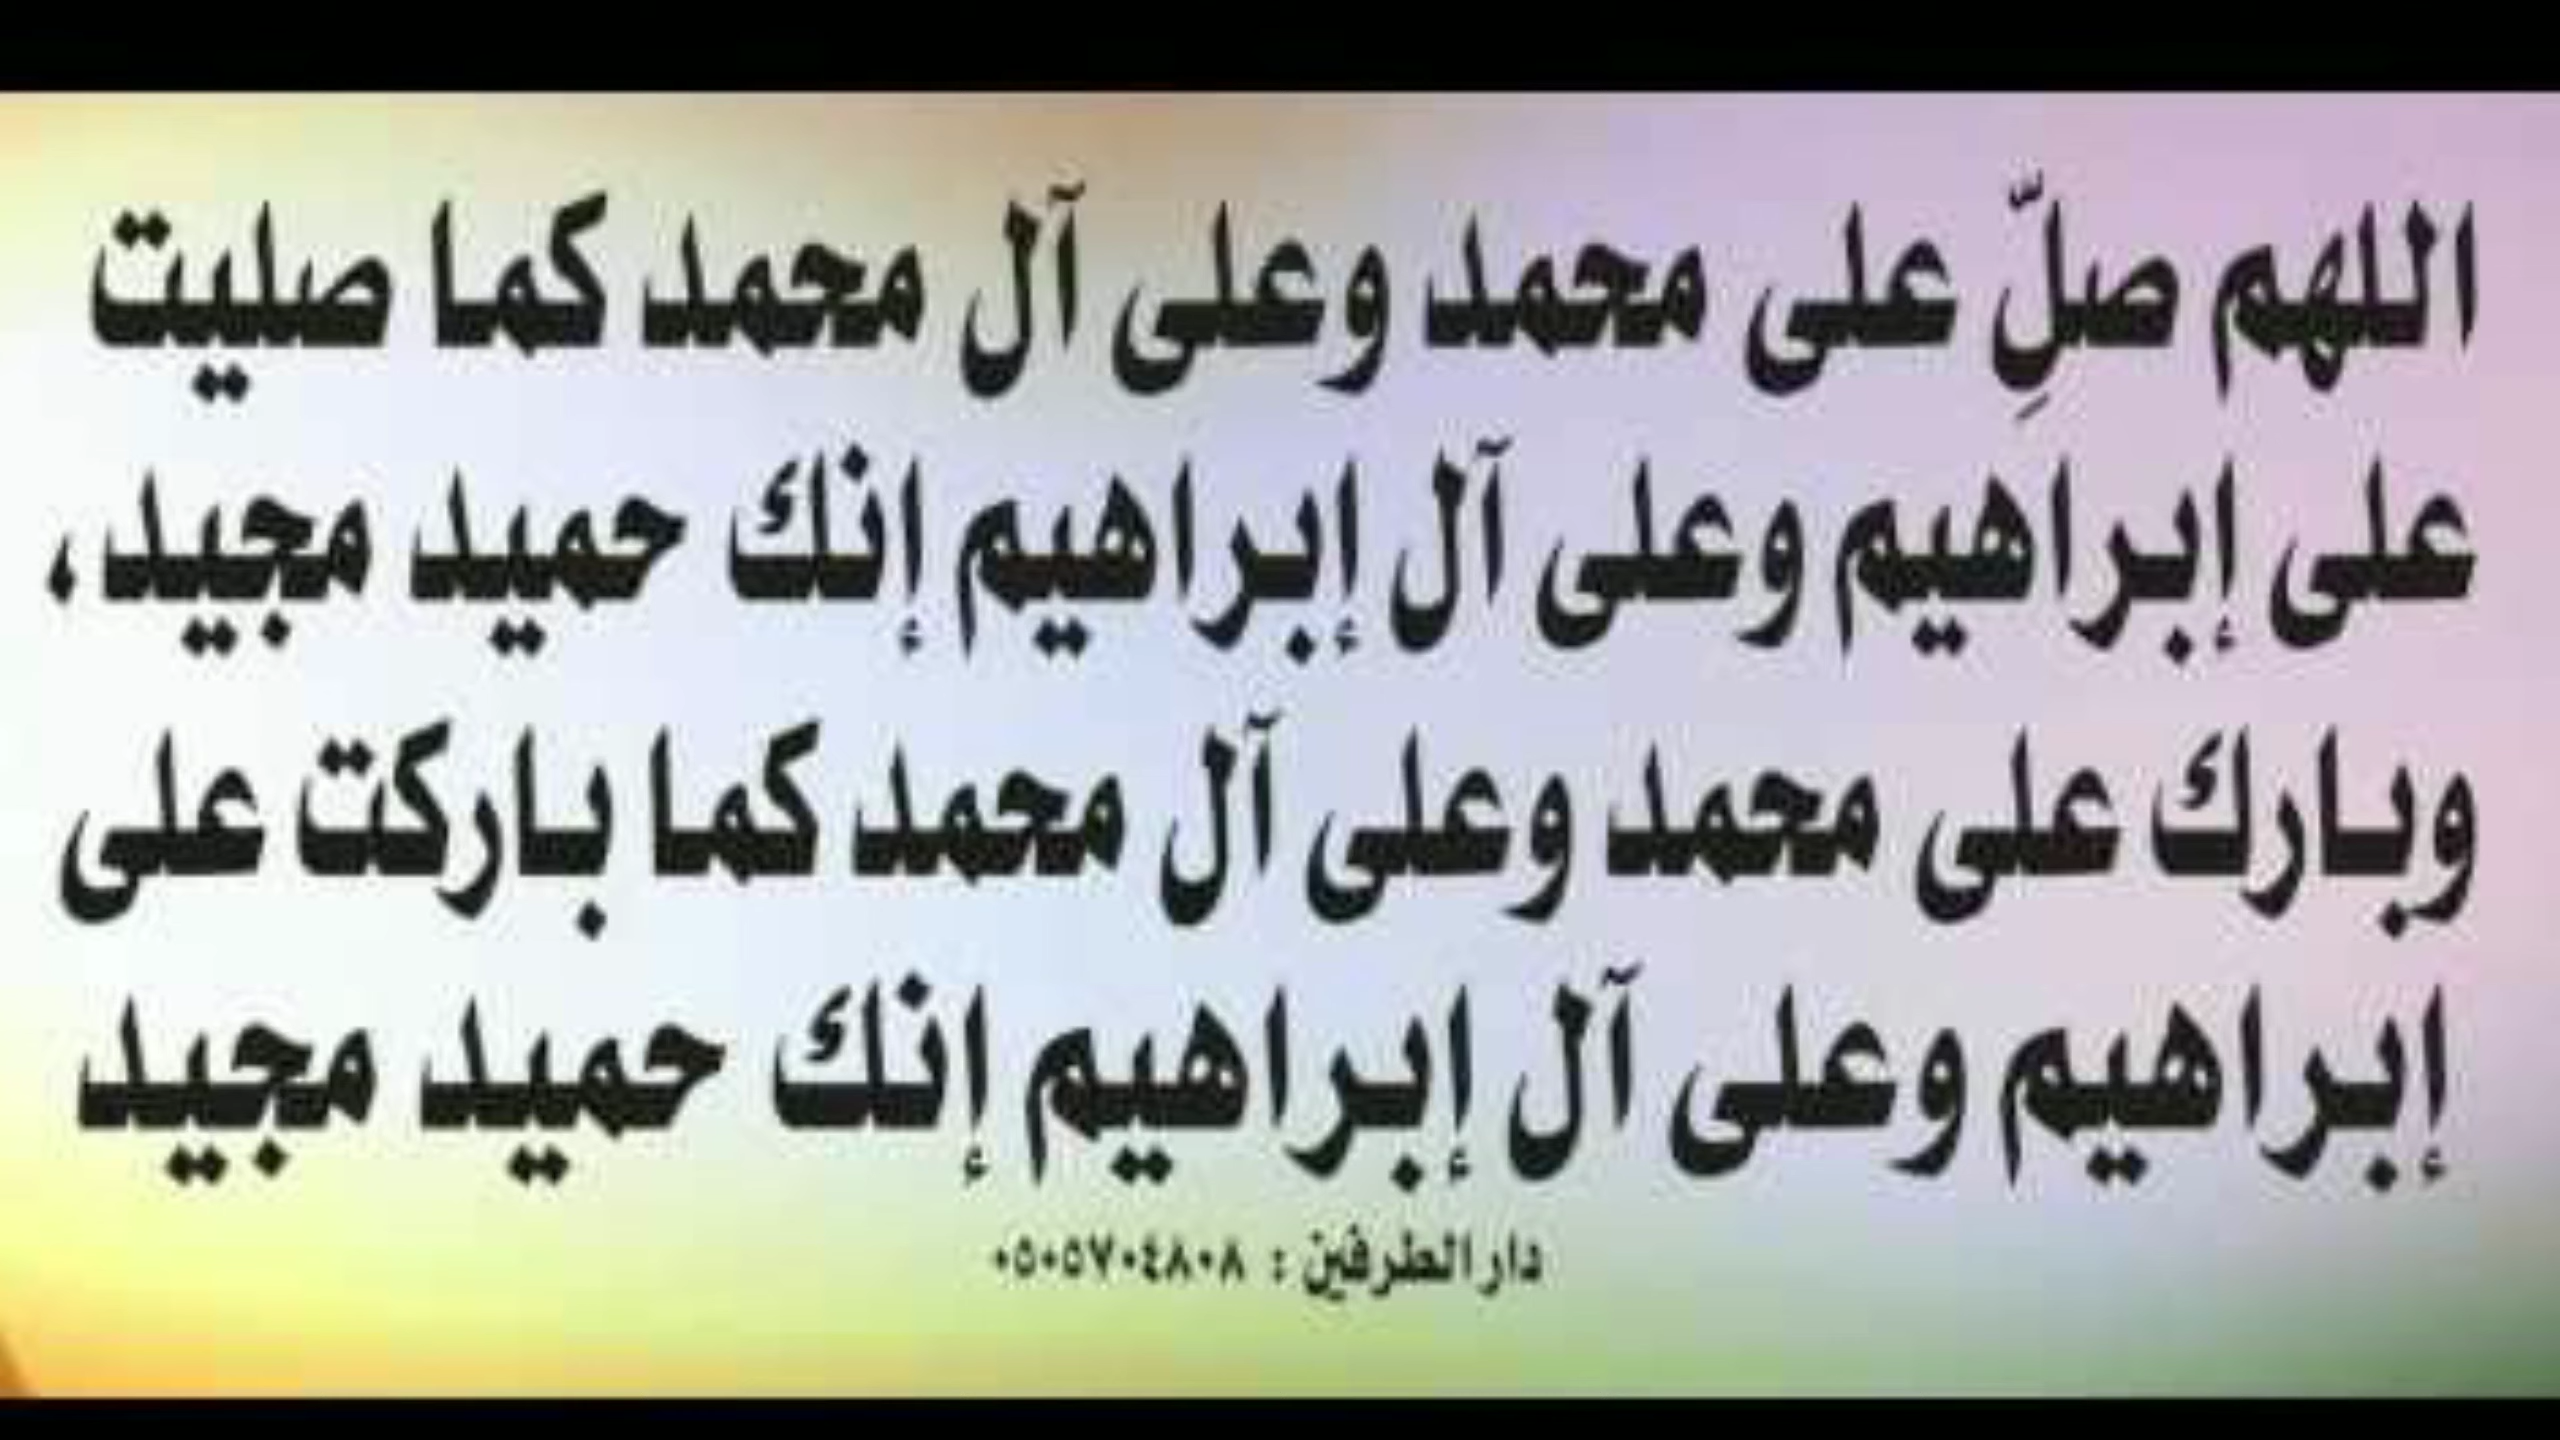 اللهم صلِّ على محمد وعلى آل محمد كما صليت
على إبراهيم وعلى آل إبراهيم إنك حميد مجيد،
وبارك على محمد وعلى آل محمد كما باركت على
إبراهيم وعلى آل إبراهيم إنك حميد مجيد
دار الطرفين : ٠٥٠٥٧٠٤٨٠٨